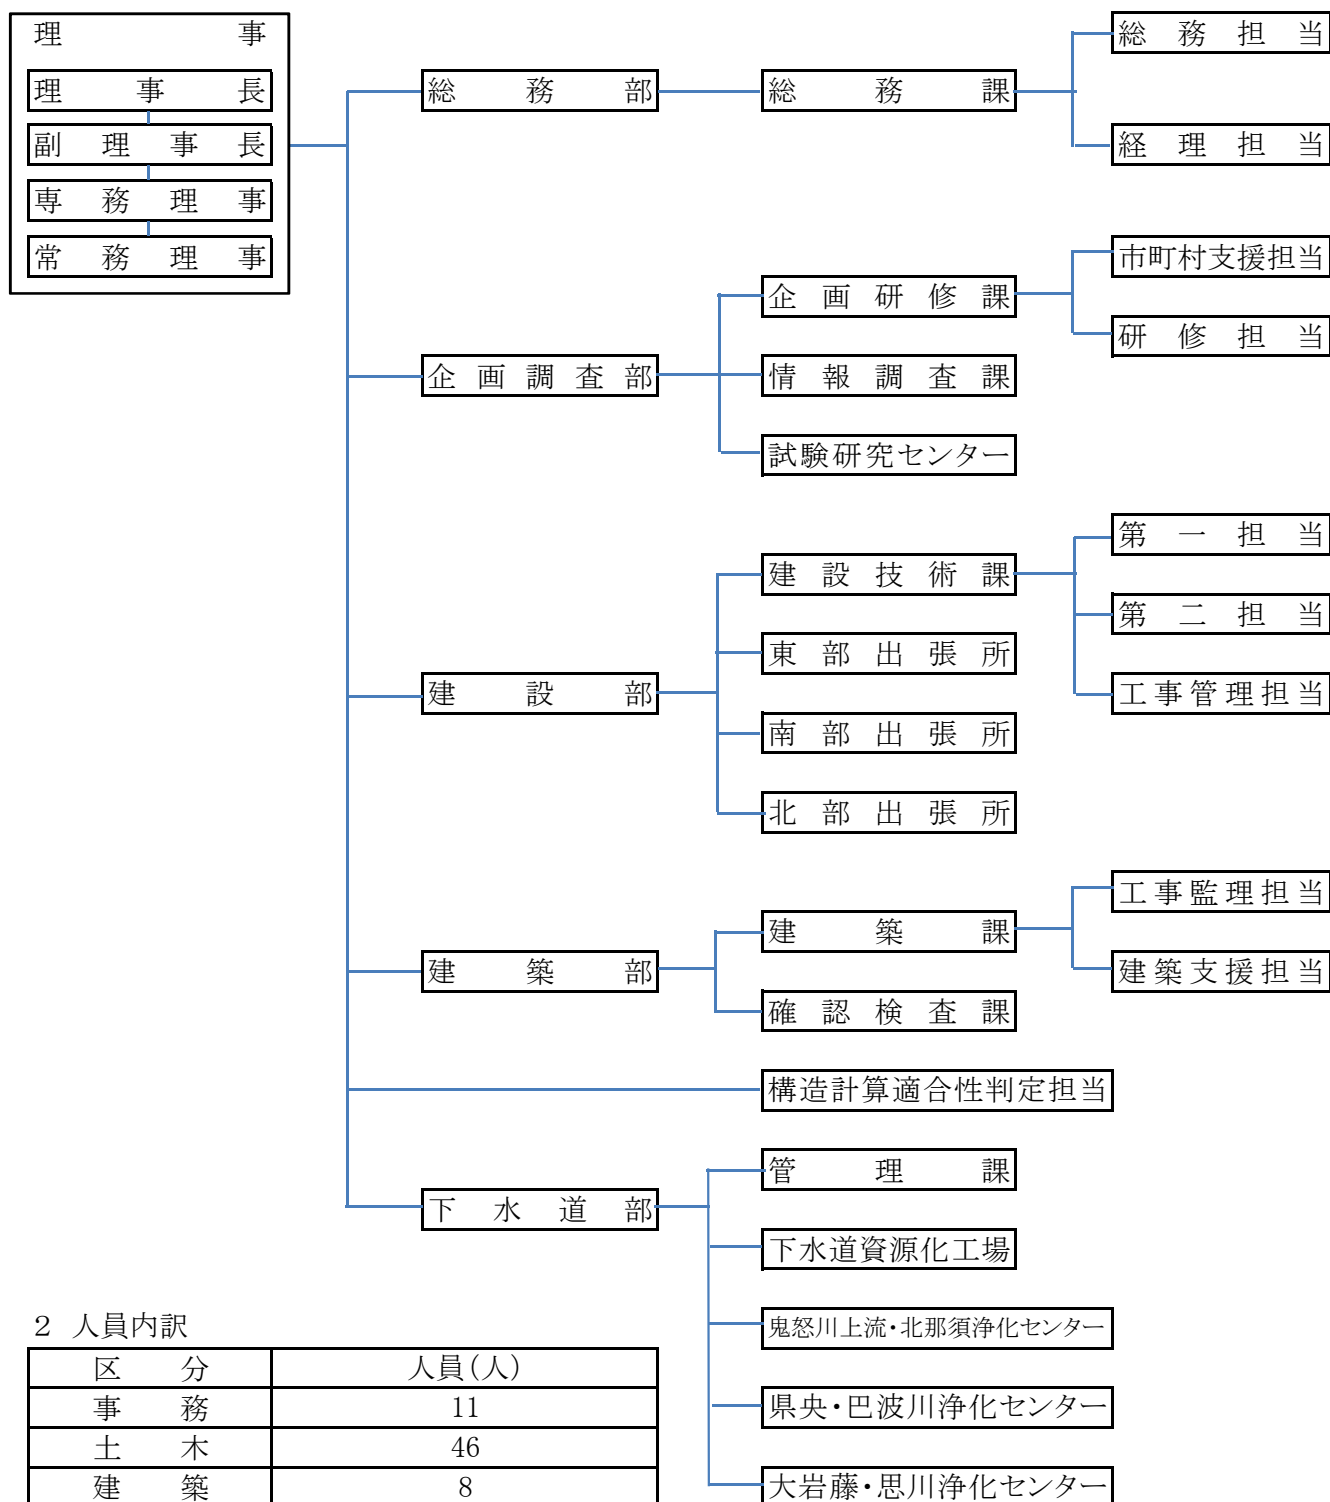 理事
理事長
副理事長
専務理事
常務理事
総務部
総務課
総務担当
経理担当
企画調査部
企画研修課
市町村支援担当
研修担当
情報調査課
試験研究センター
建設部
建設技術課
第一担当
第二担当
工事管理担当
東部出張所
南部出張所
北部出張所
建築部
建築課
工事監理担当
建築支援担当
確認検査課
構造計算適合性判定担当
下水道部
管理課
下水道資源化工場
鬼怒川上流・北那須浄化センター
県央・巴波川浄化センター
大岩藤・思川浄化センター
2 人員内訳
区分 人員(人)
事務 11
土木 46
建築 8